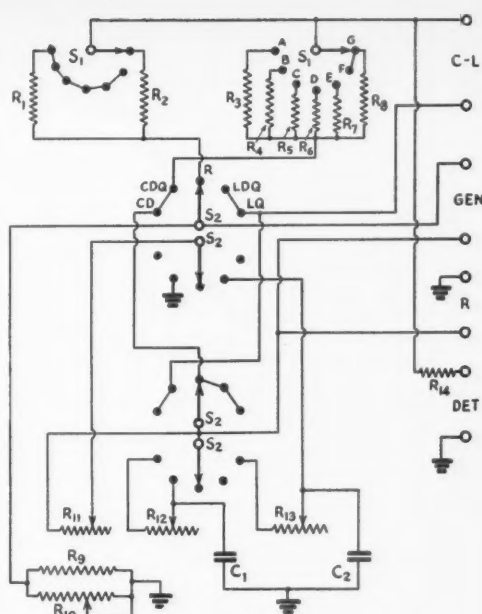 S1
S1
A
G
C-L
B
F
R1
R2
R3
C
D
E
R8
R4
R5
R6
R7
R
CDQ
LDQ
CD
LQ
GEN
S2
S2
R
R14
DET
S2
S2
R11
R12
R13
R9
C1
C2
R10